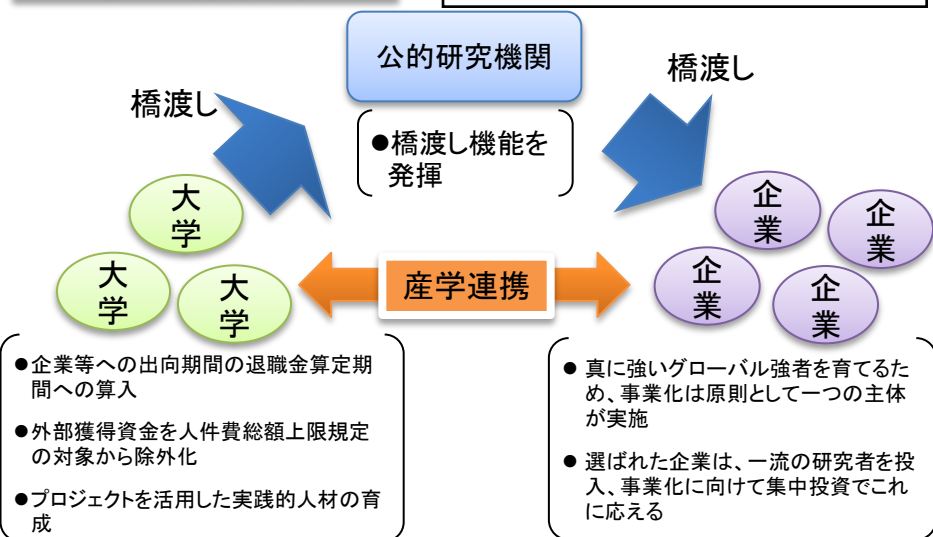 公的研究機関
橋渡し
橋渡し
●橋渡し機能を
発揮
大
学
大
学
大
学
産学連携
企
業
企
業
企
業
企
業
●企業等への出向期間の退職金算定期
間への算入
●外部獲得資金を人件費総額上限規定
の対象から除外化
●プロジェクトを活用した実践的人材の育
成
● 真に強いグローバル強者を育てるた
め、事業化は原則として一つの主体
が実施
● 選ばれた企業は、一流の研究者を投
入、事業化に向けて集中投資でこれ
に応える